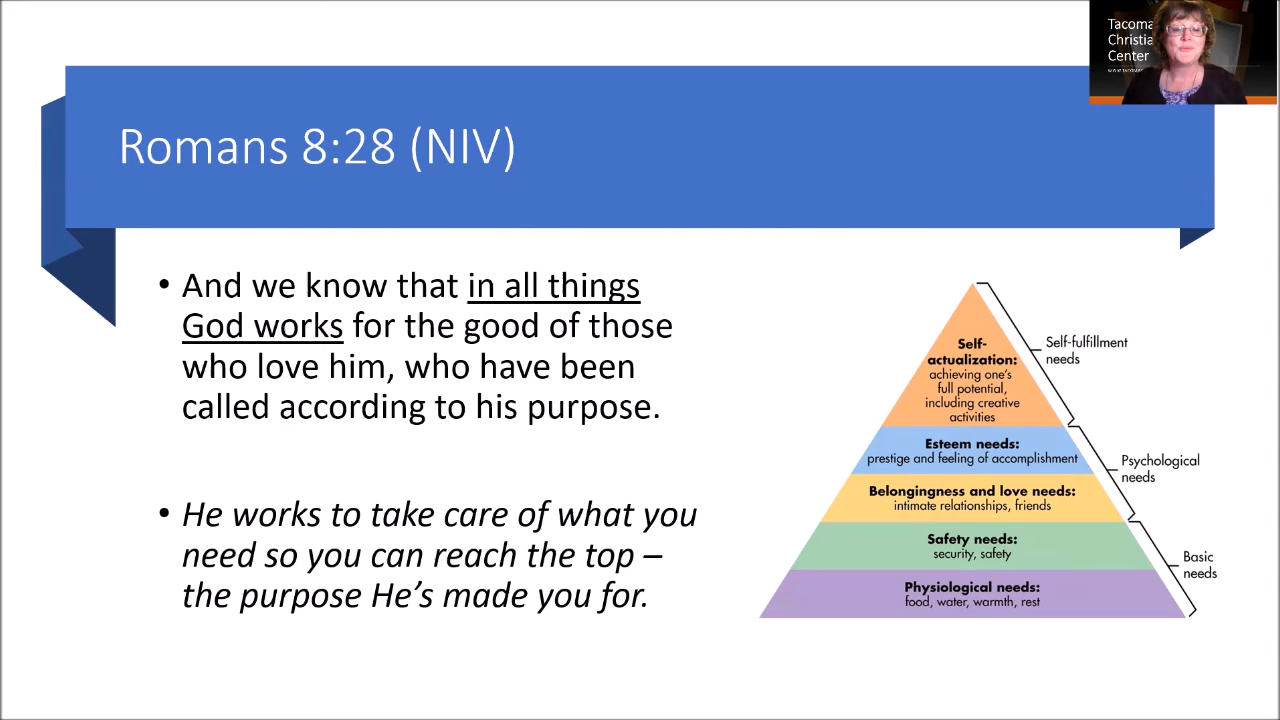 Tacoma
Christia
Center
Romans 8:28 (NIV)
• And we know that in all things
God works for the good of those
who love him, who have been
called according to his purpose.
• He works to take care of what you
need so you can reach the top –
the purpose He’s made you for.
Self-
actualization:
achieving one’s
full potential,
including creative
activities
Esteem needs:
prestige and feeling of accomplishment
Belongingness and love needs:
intimate relationships, friends
Safety needs:
security, safety
Physiological needs:
food, water, warmth, rest
Self-fulfillment
needs
Psychological
needs
Basic
needs